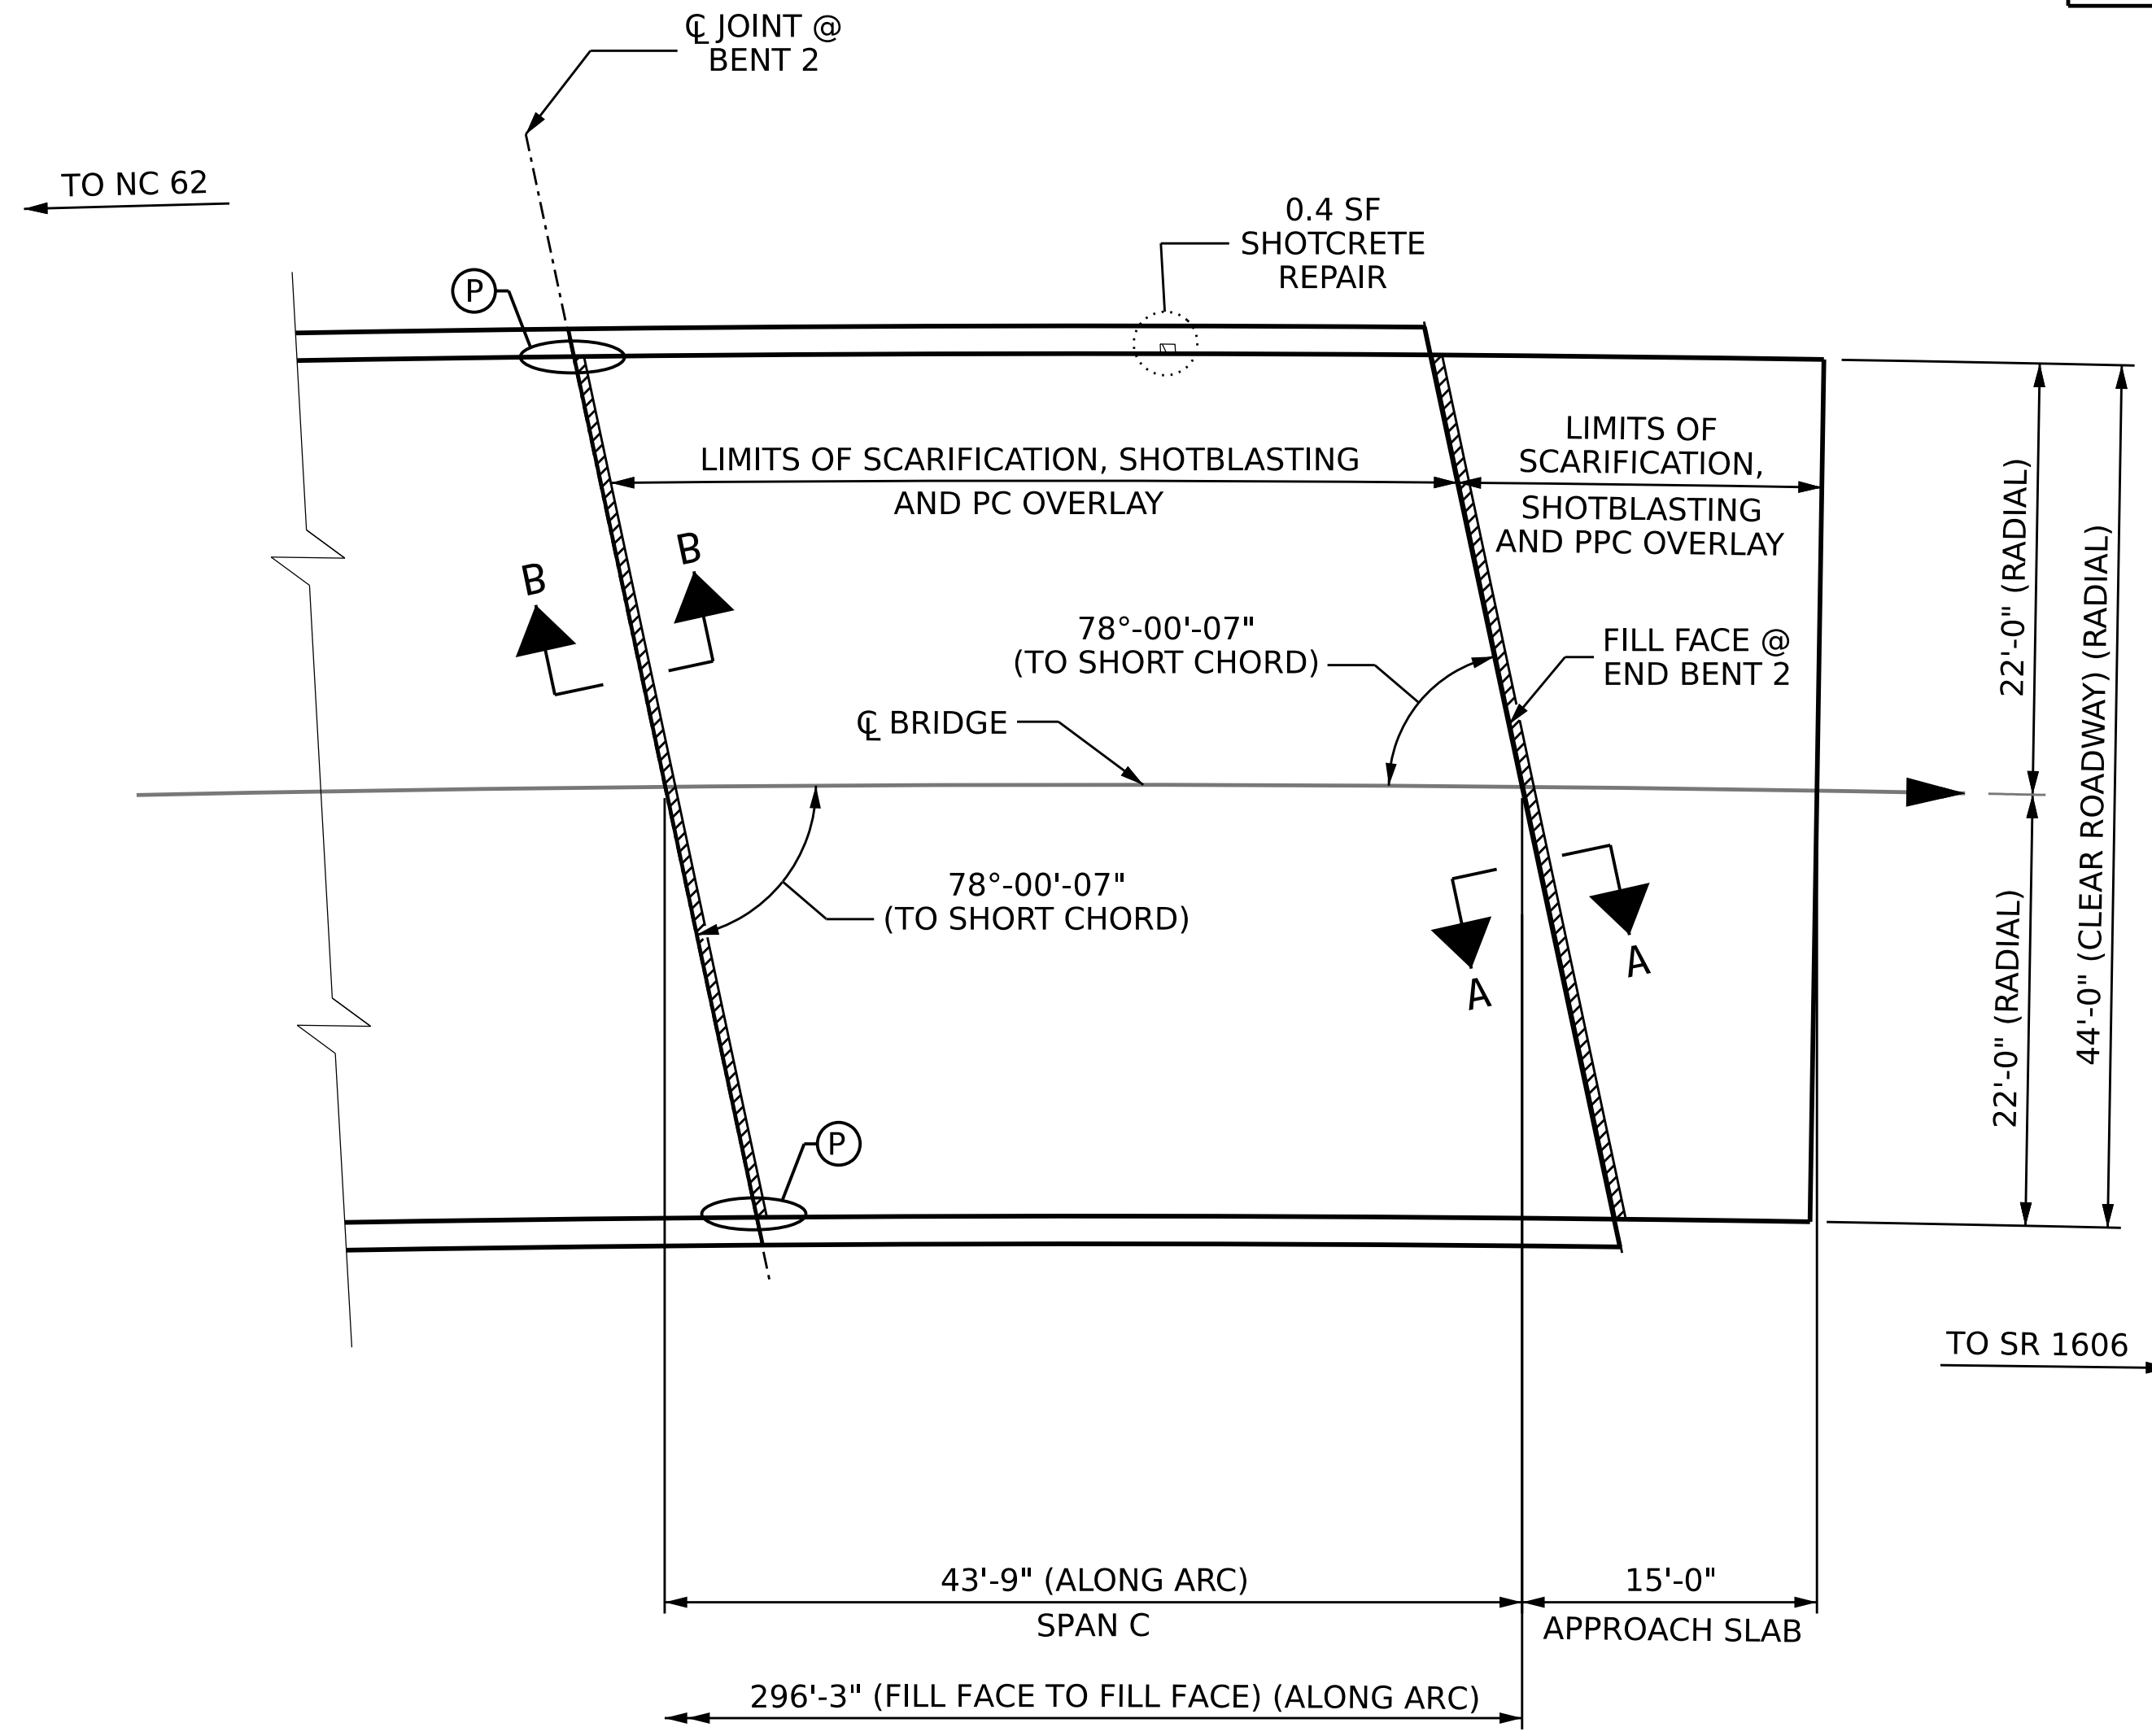 ℄ JOINT @
BENT 2
TO NC 62
0.4 SF
SHOTCRETE
REPAIR
P
LIMITS OF SCARIFICATION, SHOTBLASTING
AND PC OVERLAY
LIMITS OF
SCARIFICATION,
SHOTBLASTING
AND PPC OVERLAY
B
B
78°-00'-07"
(TO SHORT CHORD)
FILL FACE @
END BENT 2
℄ BRIDGE
22'-0" (RADIAL)
44'-0" (CLEAR ROADWAY) (RADIAL)
78°-00'-07"
(TO SHORT CHORD)
22'-0" (RADIAL)
A
A
P
TO SR 1606
43'-9" (ALONG ARC)
SPAN C
15'-0"
APPROACH SLAB
296'-3" (FILL FACE TO FILL FACE) (ALONG ARC)